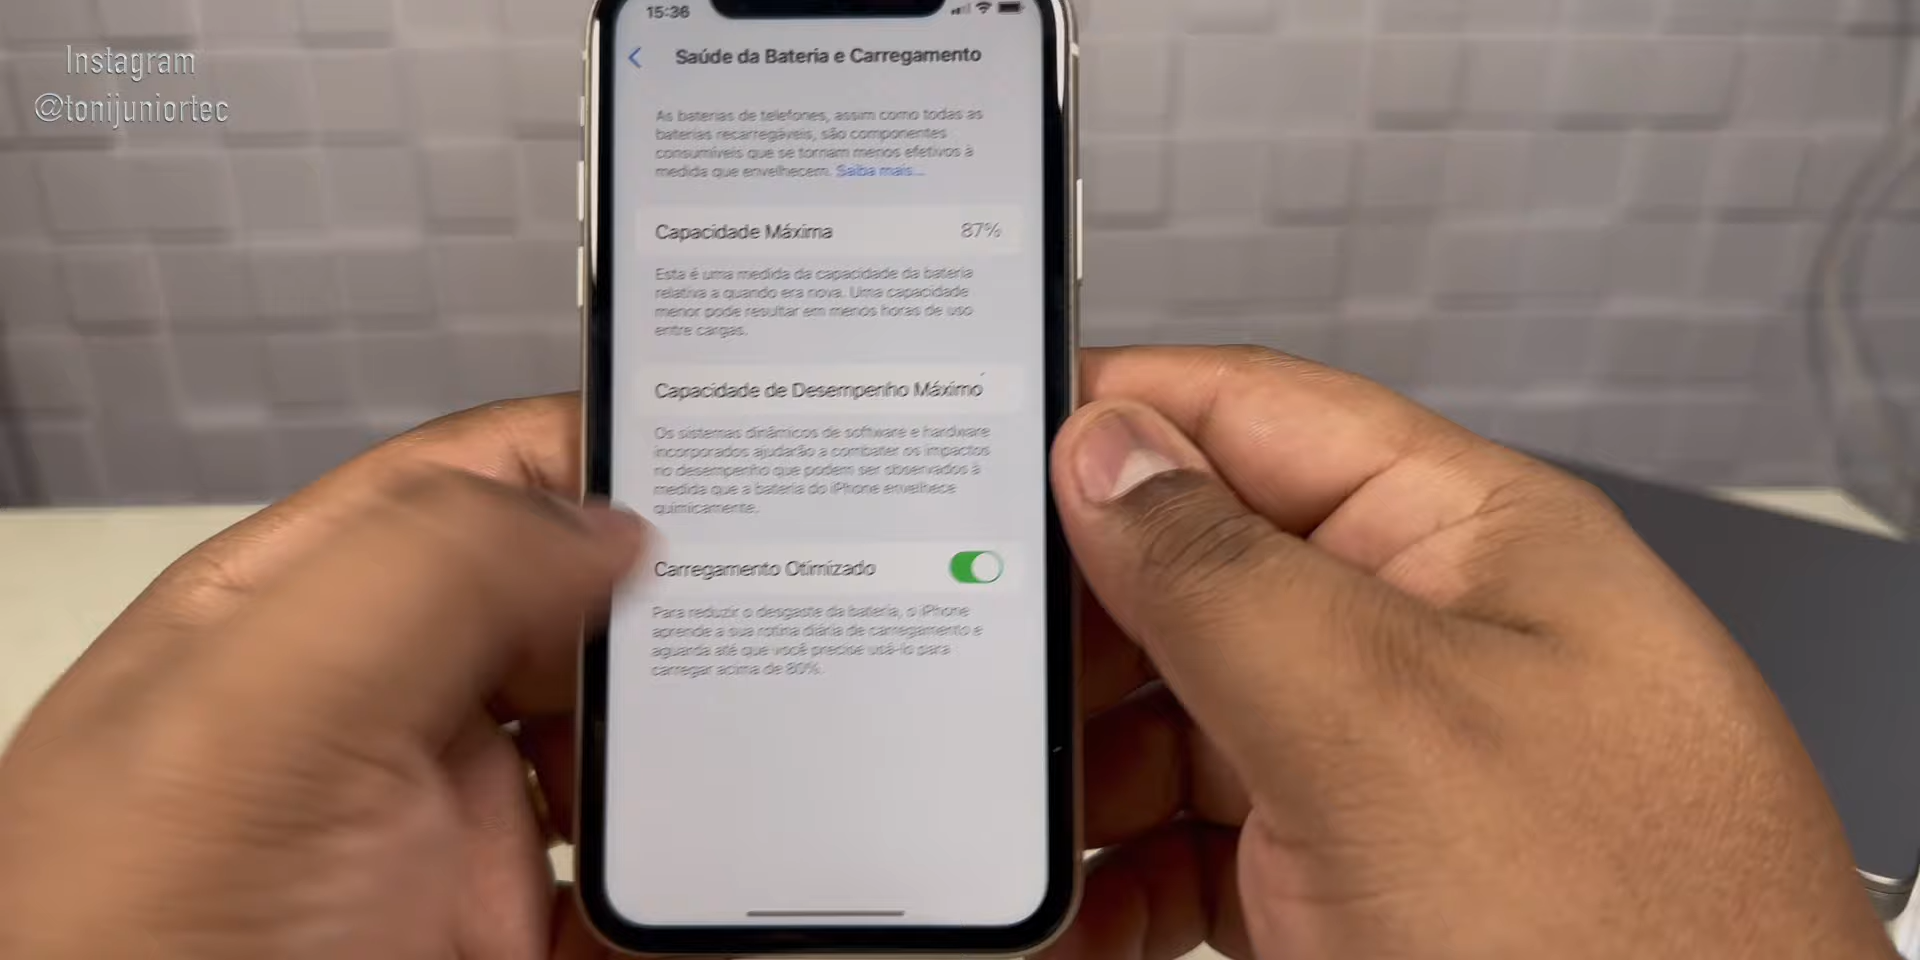 Instagram
@tonijuniortec
15:36
Saúde da Bateria e Carregamento
As baterias de telefones, assim como todas as
baterias recarregáveis, são componentes
consumíveis que se tornam menos efetivos à
medida que envelhecem. Saiba mais...
Capacidade Máxima 87%
Esta é uma medida da capacidade da bateria
relativa a quando era nova. Uma capacidade
menor pode resultar em menos horas de uso
entre cargas.
Capacidade de Desempenho Máximo
Os sistemas dinâmicos de software e hardware
incorporados ajudarão a combater os impactos
no desempenho que podem ser observados à
medida que a bateria do iPhone envelhece
quimicamente.
Carregamento Otimizado
Para reduzir o desgaste da bateria, o iPhone
aprende a sua rotina diária de carregamento e
aguarda até que você precise usá-lo para
carregar acima de 80%.